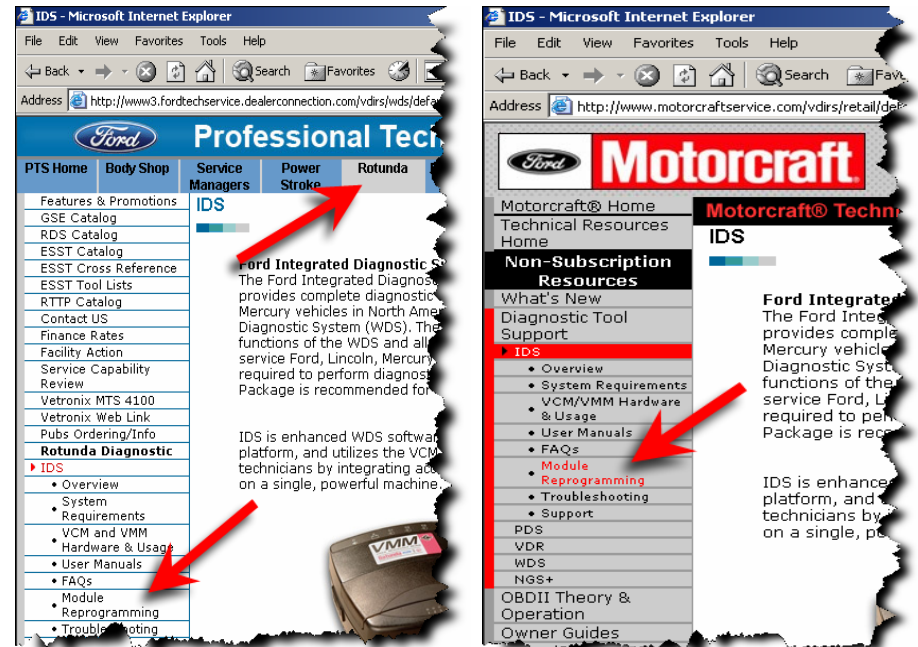 IDS - Microsoft Internet Explorer
File Edit View Favorites Tools Help
Back Search Favorites
Address http://www3.fordtechservice.dealerconnection.com/vdirs/wds/defau
Ford Professional Tech
PTS Home Body Shop Service Managers Power Stroke Rotunda
Features & Promotions
GSE Catalog
RDS Catalog
ESST Catalog
ESST Cross Reference
ESST Tool Lists
RTTP Catalog
Contact US
Finance Rates
Facility Action
Service Capability
Review
Vetronix MTS 4100
Vetronix Web Link
Pubs Ordering/Info
Rotunda Diagnostic
IDS
• Overview
• System
Requirements
• VCM and VMM
Hardware & Usage
• User Manuals
• FAQs
• Module
Reprogramming
• Troubleshooting
IDS
Ford Integrated Diagnostic S
The Ford Integrated Diagnos
provides complete diagnostic
Mercury vehicles in North Amer
Diagnostic System (WDS). The
functions of the WDS and all
service Ford, Lincoln, Mercury
required to perform diagnos
Package is recommended for
IDS is enhanced WDS softwar
platform, and utilizes the VCM
technicians by integrating acc
on a single, powerful machine.
VMM
IDS - Microsoft Internet Explorer
File Edit View Favorites Tools Help
Back Search Fav
Address http://www.motorcraftservice.com/vdirs/retail/def
Ford Motorcraft
Motorcraft® Home
Technical Resources
Home
Non-Subscription
Resources
What's New
Diagnostic Tool
Support
IDS
• Overview
• System Requirements
• VCM/VMM Hardware
& Usage
• User Manuals
• FAQs
• Module
Reprogramming
• Troubleshooting
• Support
PDS
VDR
WDS
NGS+
OBDII Theory &
Operation
Owner Guides
Motorcraft® Techn
IDS
Ford Integrated
The Ford Integ
provides comple
Mercury vehicle
Diagnostic Syst
functions of the
service Ford, Li
required to per
Package is reco
IDS is enhance
platform, and
technicians by
on a single, po